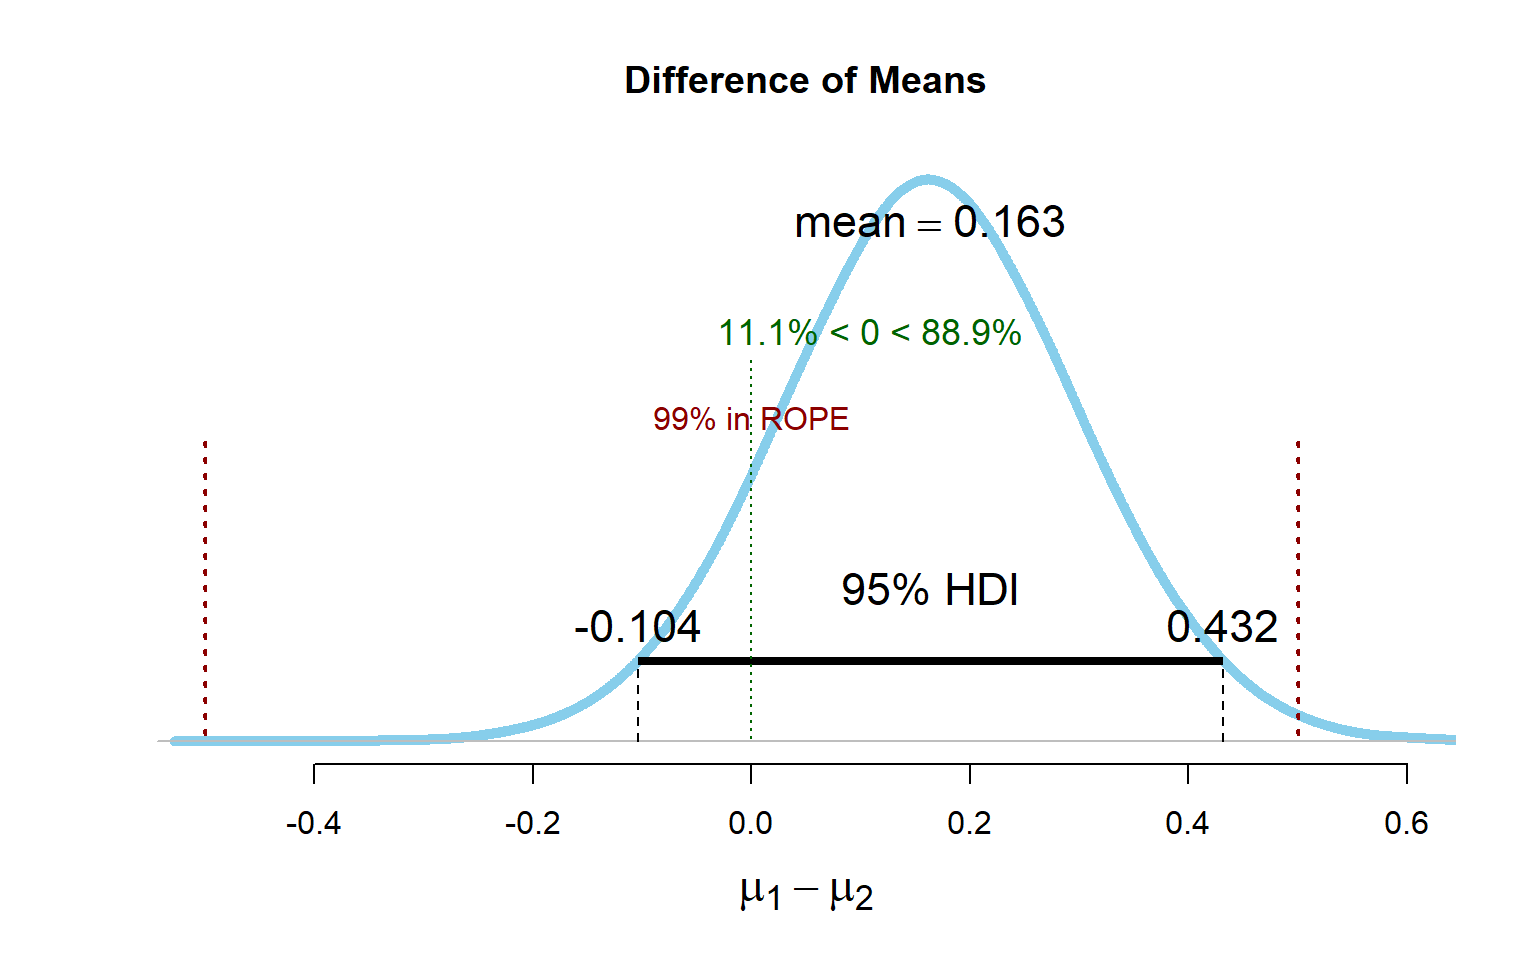 Difference of Means
mean = 0.163
11.1% < 0 < 88.9%
99% in ROPE
95% HDI
-0.104 0.432
-0.4 -0.2 0.0 0.2 0.4 0.6
μ₁ − μ₂